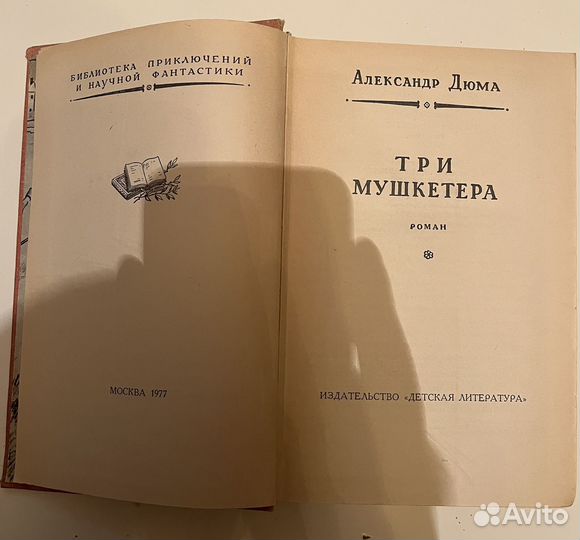 БИБЛИОТЕКА ПРИКЛЮЧЕНИЙ
И НАУЧНОЙ ФАНТАСТИКИ
МОСКВА 1977
АЛЕКСАНДР ДЮМА
ТРИ
МУШКЕТЕРА
РОМАН
ИЗДАТЕЛЬСТВО «ДЕТСКАЯ ЛИТЕРАТУРА»
Avito